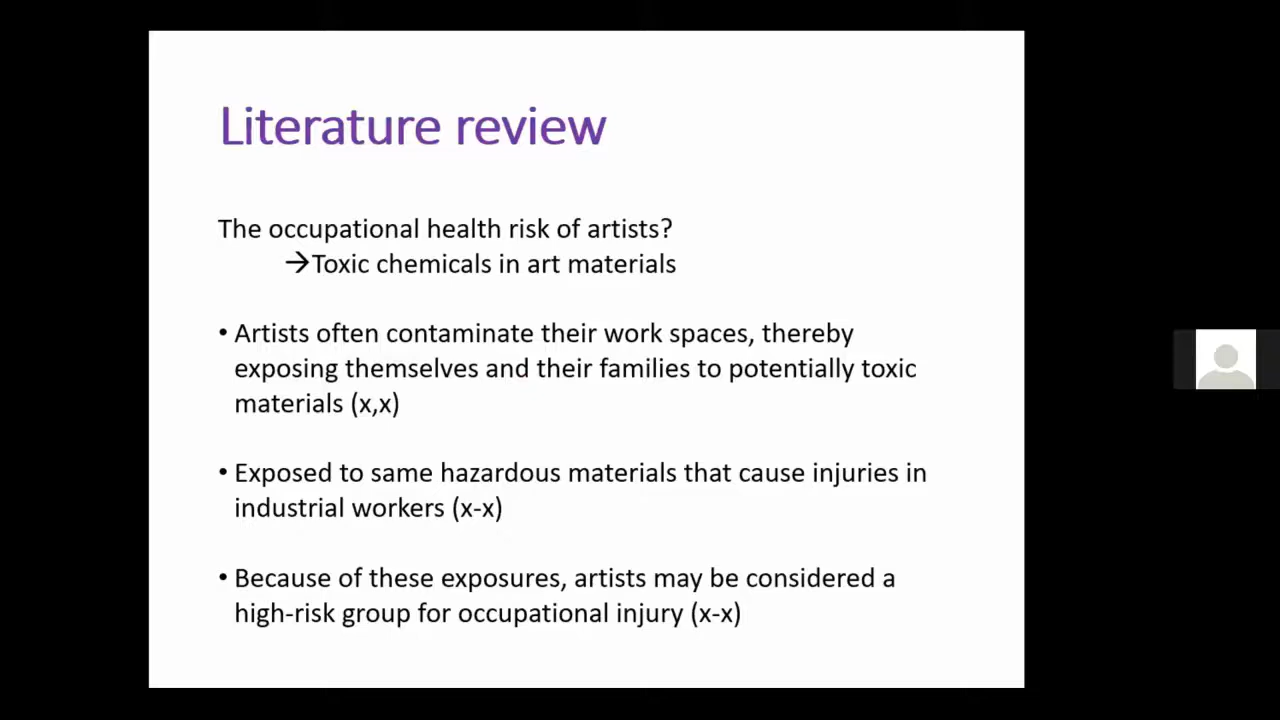 Literature review
The occupational health risk of artists?
→Toxic chemicals in art materials
• Artists often contaminate their work spaces, thereby
exposing themselves and their families to potentially toxic
materials (x,x)
• Exposed to same hazardous materials that cause injuries in
industrial workers (x-x)
• Because of these exposures, artists may be considered a
high-risk group for occupational injury (x-x)